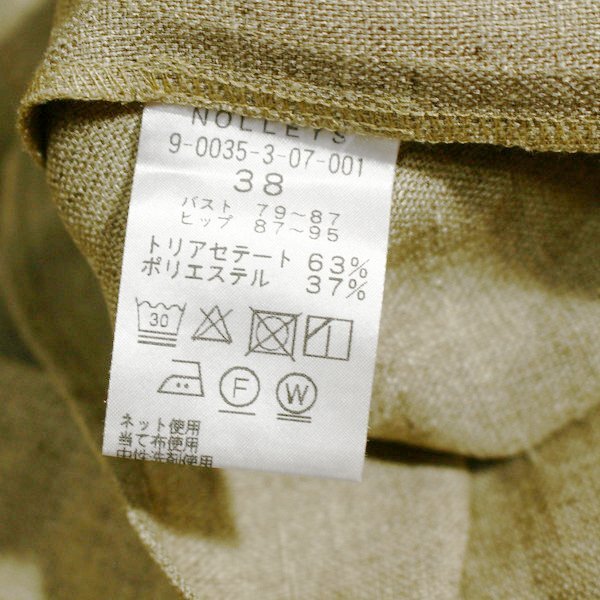 NOLLEYS
9-0035-3-07-001
38
バスト 79～87
ヒップ 87～95
トリアセテート 63%
ポリエステル 37%
30
F W
ネット使用
当て布使用
中性洗剤使用